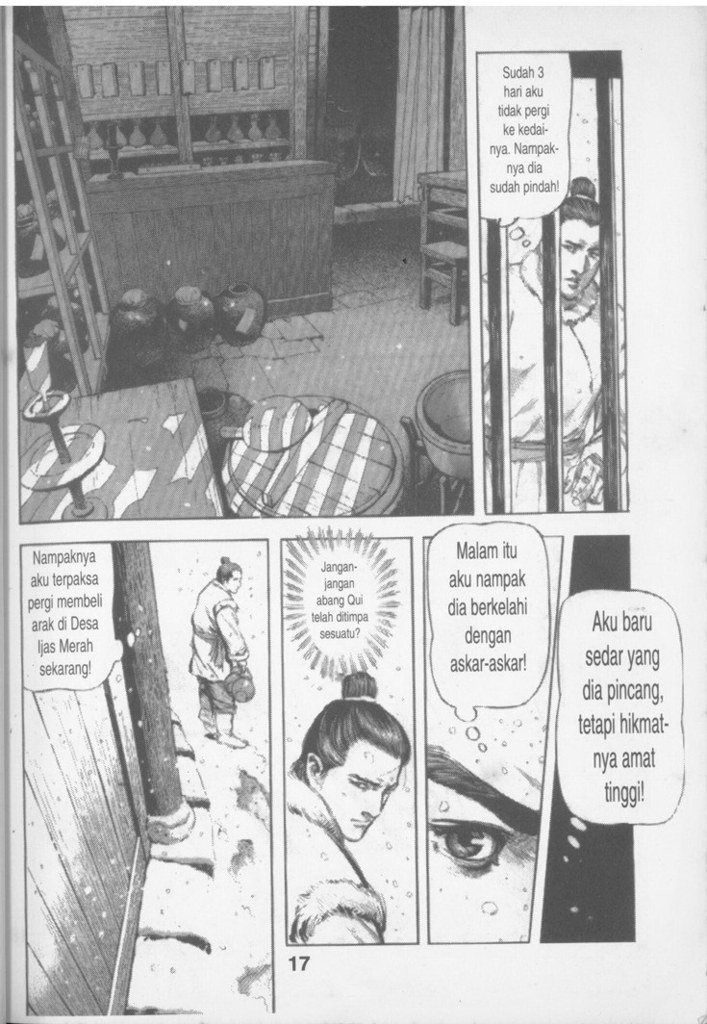 Sudah 3
hari aku
tidak pergi
ke kedai-
nya. Nampak-
nya dia
sudah pindah!
Nampaknya
aku terpaksa
pergi membeli
arak di Desa
Ijas Merah
sekarang!
Jangan-
jangan
abang Qui
telah ditimpa
sesuatu?
Malam itu
aku nampak
dia berkelahi
dengan
askar-askar!
Aku baru
sedar yang
dia pincang,
tetapi hikmat-
nya amat
tinggi!
17